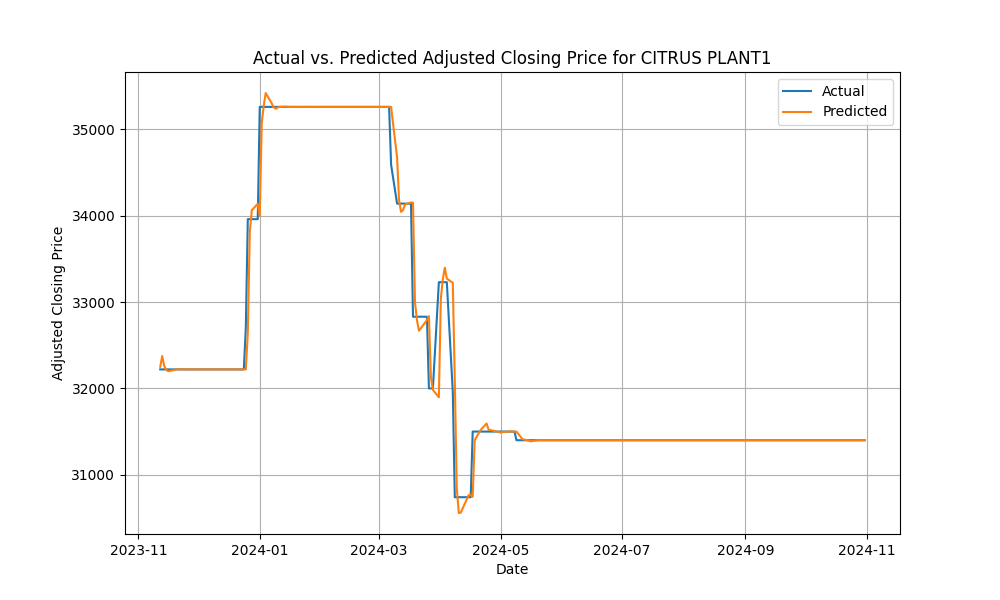 Actual vs. Predicted Adjusted Closing Price for CITRUS PLANT1
Actual
Predicted
Adjusted Closing Price
35000
34000
33000
32000
31000
2023-11
2024-01
2024-03
2024-05
2024-07
2024-09
2024-11
Date